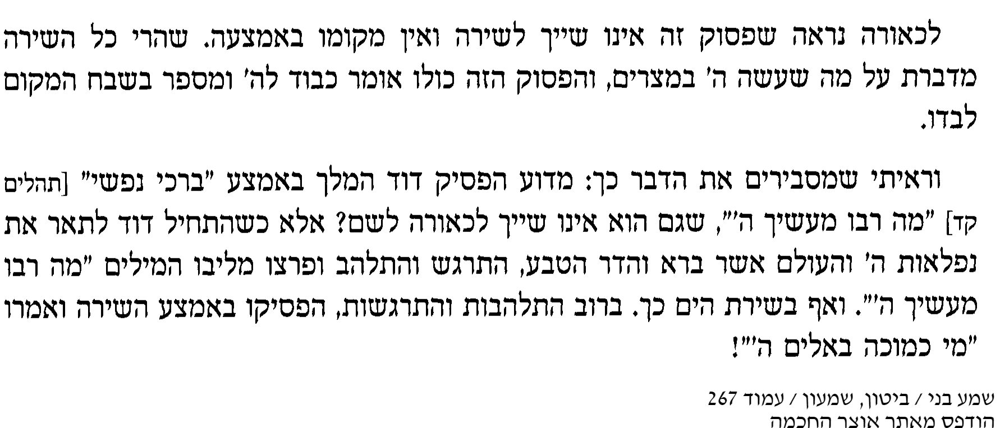 לכאורה נראה שפסוק זה אינו שייך לשירה ואין מקומו באמצעה. שהרי כל השירה
מדברת על מה שעשה ה' במצרים, והפסוק הזה כולו אומר כבוד לה' ומספר בשבח המקום
לבדו.
וראיתי שמסבירים את הדבר כך: מדוע הפסיק דוד המלך באמצע "ברכי נפשי" [תהלים
קד] "מה רבו מעשיך ה'", שגם הוא אינו שייך לכאורה לשם? אלא כשהתחיל דוד לתאר את
נפלאות ה' והעולם אשר ברא והדר הטבע, התרגש והתלהב ופרצו מליבו המילים "מה רבו
מעשיך ה'". ואף בשירת הים כך. ברוב התלהבות והתרגשות, הפסיקו באמצע השירה ואמרו
"מי כמוכה באלים ה'"!
שמע בני / ביטון, שמעון / עמוד 267
הודפס מאתר אוצר החכמה